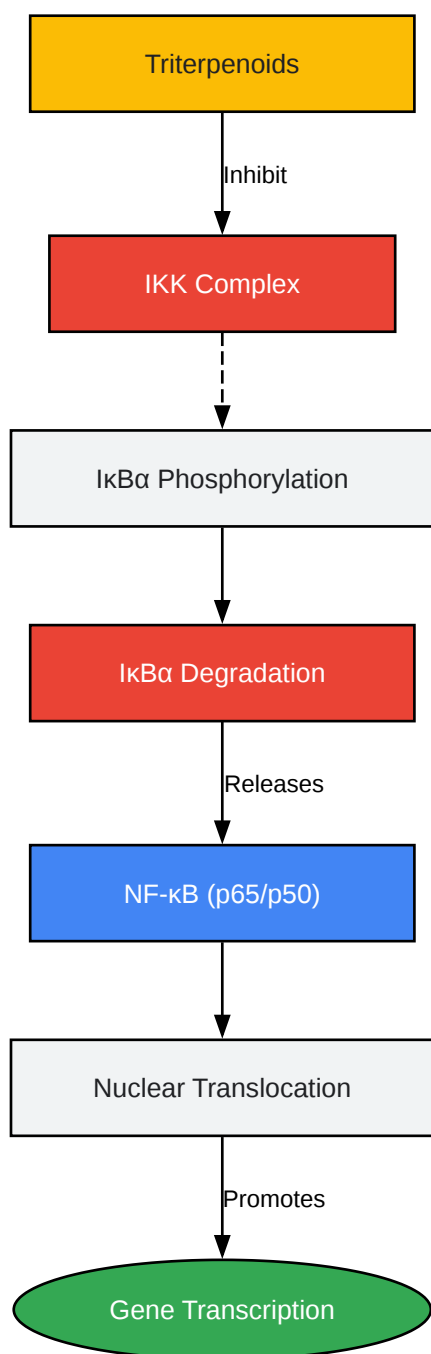 Triterpenoids
Inhibit
IKK Complex
IκBα Phosphorylation
IκBα Degradation
Releases
NF-κB (p65/p50)
Nuclear Translocation
Promotes
Gene Transcription